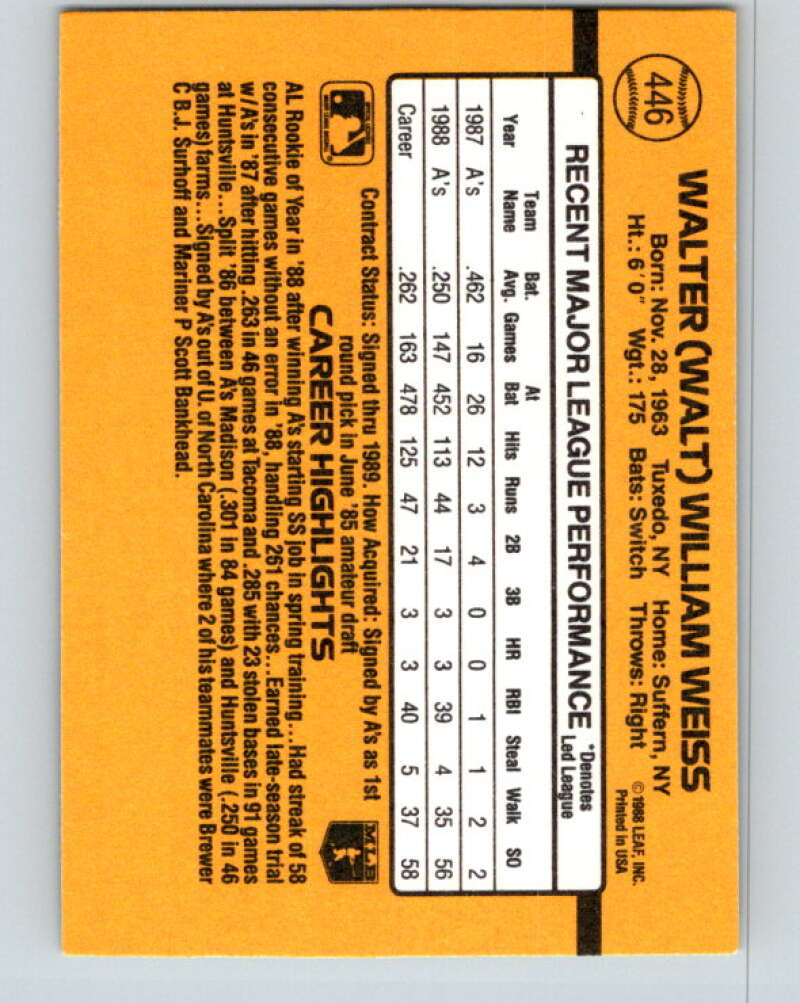 446
WALTER (WALT) WILLIAM WEISS
Born: Nov. 28, 1963 Tuxedo, NY Home: Suffern, NY
Ht.: 6' 0" Wgt.: 175 Bats: Switch Throws: Right
© 1988 LEAF, INC.
Printed in USA
RECENT MAJOR LEAGUE PERFORMANCE
*Denotes
Led League
Year Team Name Bat. Avg. Games At Bat Hits Runs 2B 3B HR RBI Steal Walk SO
1987 A's .462 16 26 12 3 4 0 0 1 1 2 2
1988 A's .250 147 452 113 44 17 3 3 39 4 35 56
Career .262 163 478 125 47 21 3 3 40 5 37 58
Contract Status: Signed thru 1989. How Acquired: Signed by A's as 1st
round pick in June '85 amateur draft
MLB
CAREER HIGHLIGHTS
AL Rookie of Year in '88 after winning A's starting SS job in spring training...Had streak of 58
consecutive games without an error in '88, handling 261 chances...Earned late-season trial
w/A's in '87 after hitting .263 in 46 games at Tacoma and .285 with 23 stolen bases in 91 games
at Huntsville...Split '86 between A's Madison (.301 in 84 games) and Huntsville (.250 in 46
games) farms...Signed by A's out of U. of North Carolina where 2 of his teammates were Brewer
C B.J. Surhoff and Mariner P Scott Bankhead.